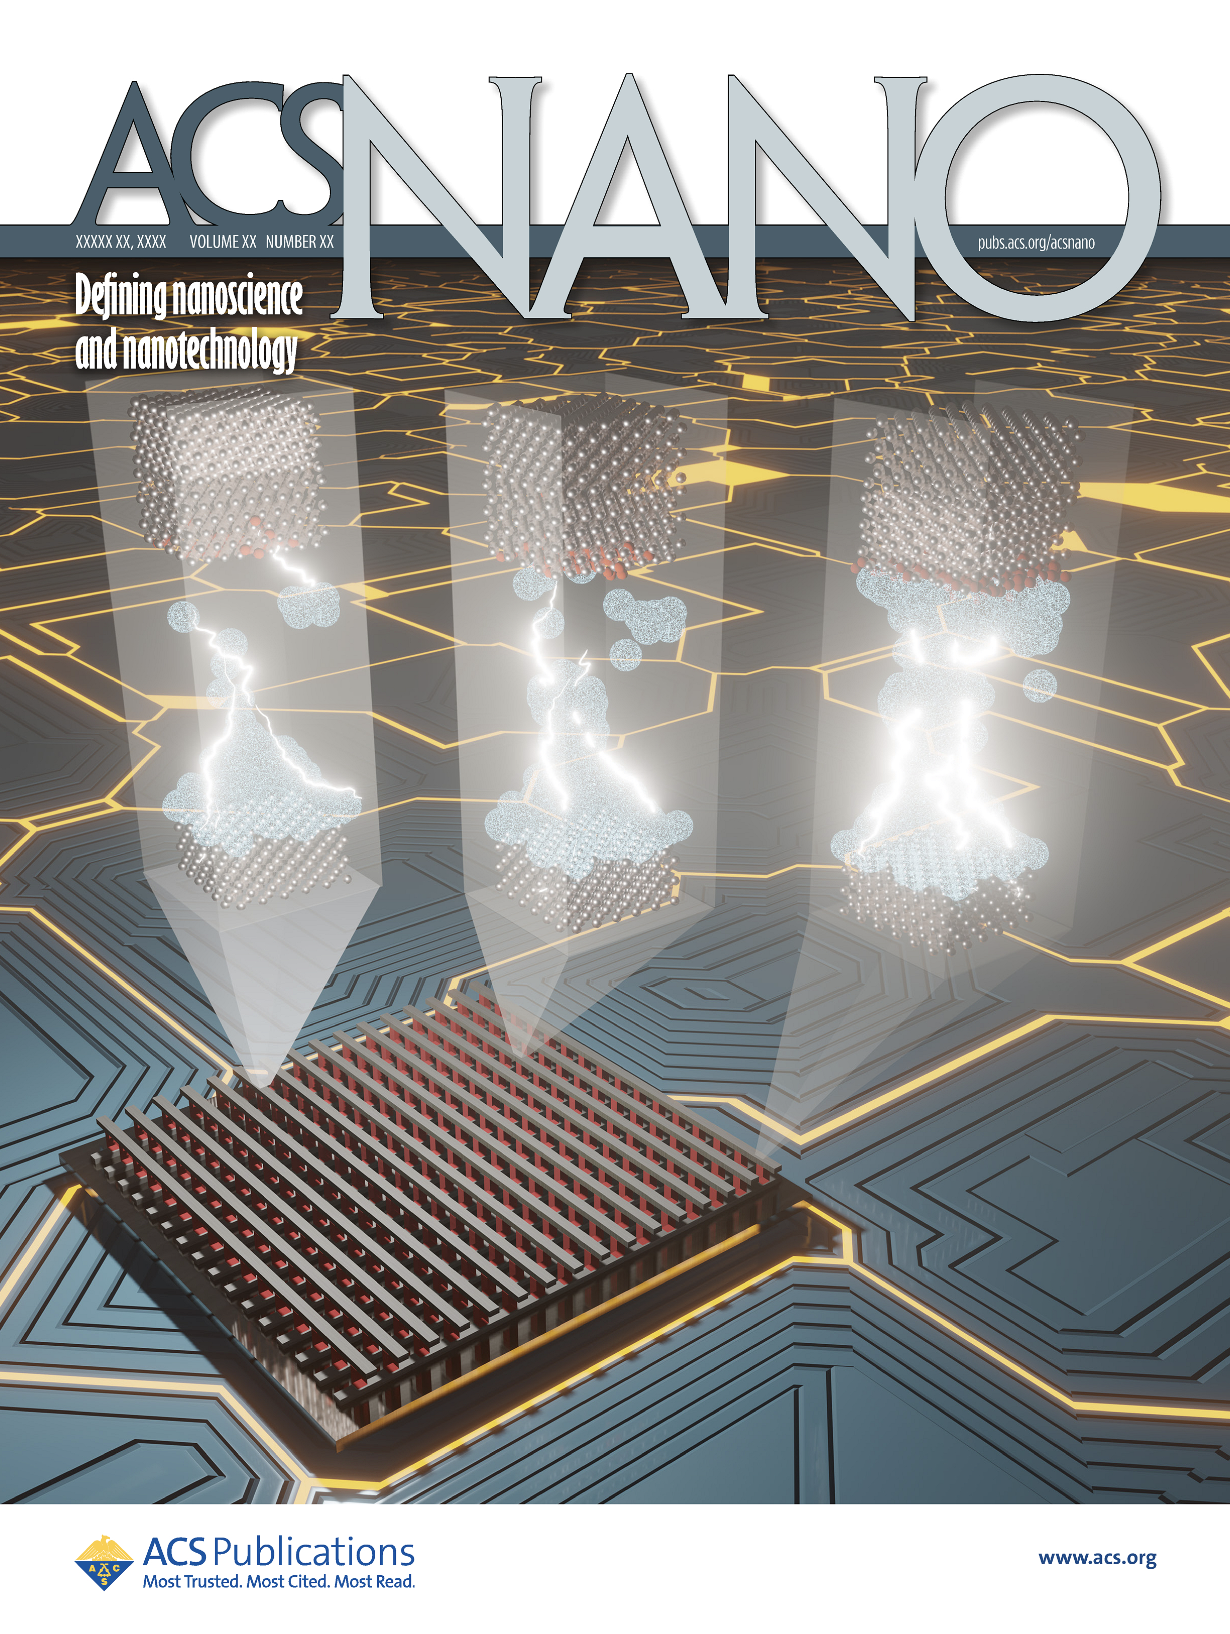 ACS NANO
XXXXX XX, XXXX VOLUME XX NUMBER XX
pubs.acs.org/acsnano
Defining nanoscience
and nanotechnology
ACS Publications
Most Trusted. Most Cited. Most Read.
A C S
www.acs.org